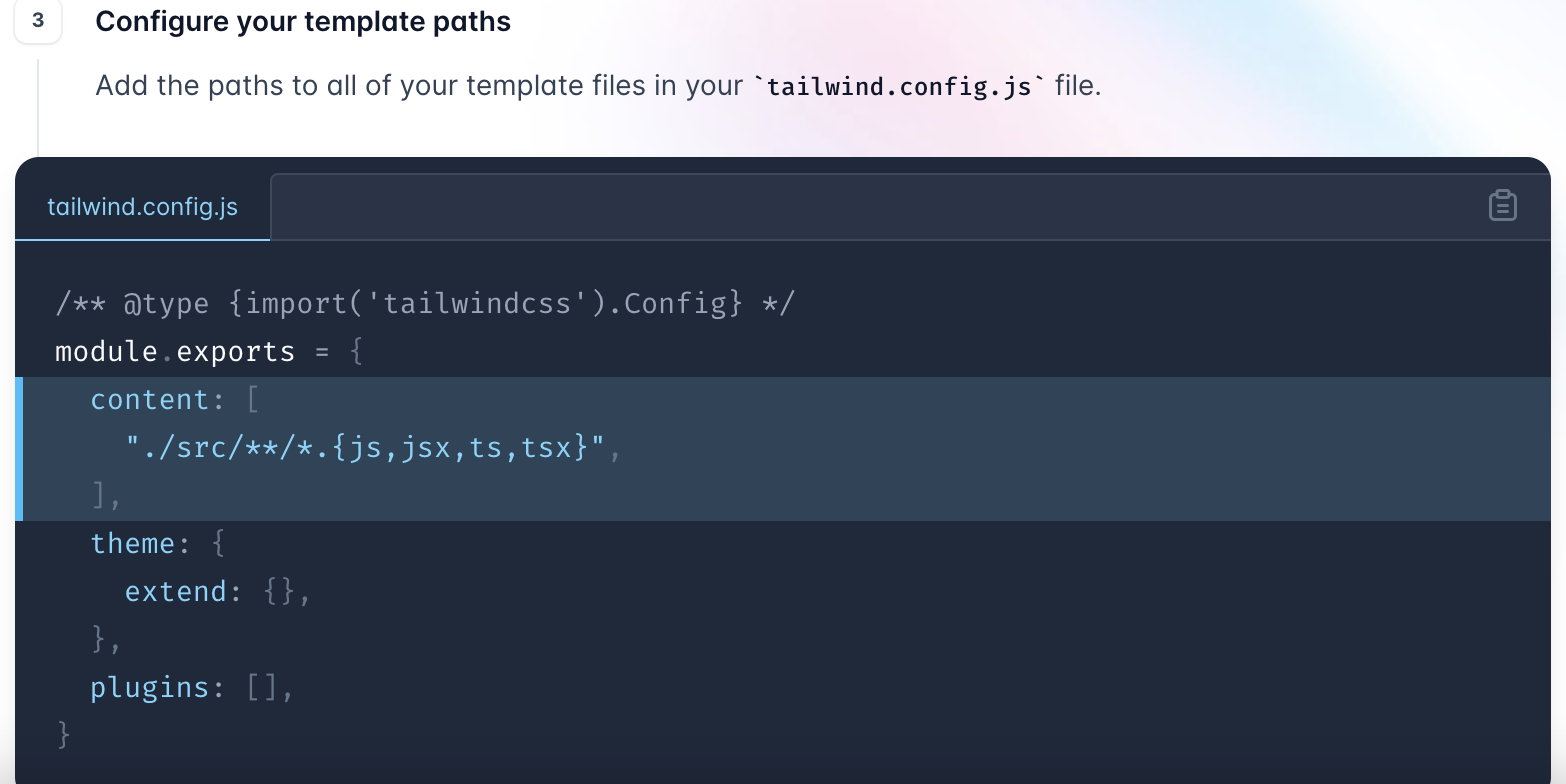 3
Configure your template paths
Add the paths to all of your template files in your `tailwind.config.js` file.
tailwind.config.js
/** @type {import('tailwindcss').Config} */
module.exports = {
  content: [
    "./src/**/*.{js,jsx,ts,tsx}",
  ],
  theme: {
    extend: {},
  },
  plugins: [],
}